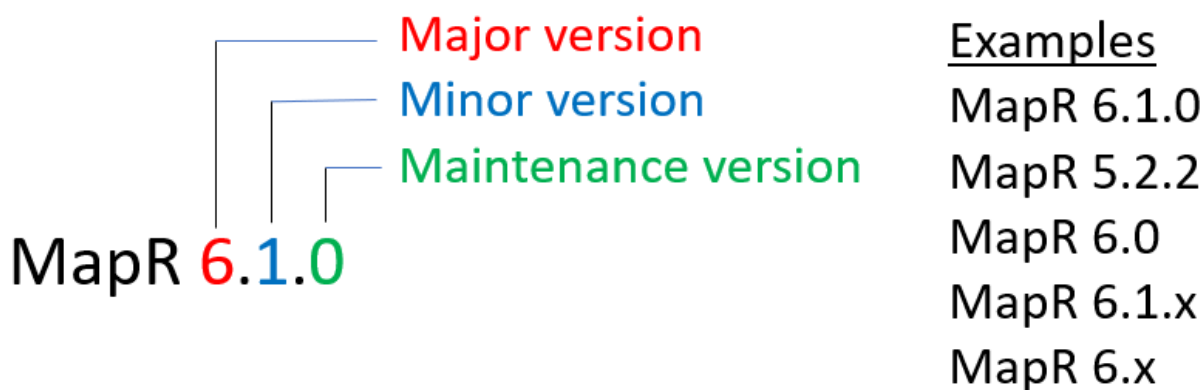 Major version
Minor version
Maintenance version
MapR 6.1.0
Examples
MapR 6.1.0
MapR 5.2.2
MapR 6.0
MapR 6.1.x
MapR 6.x